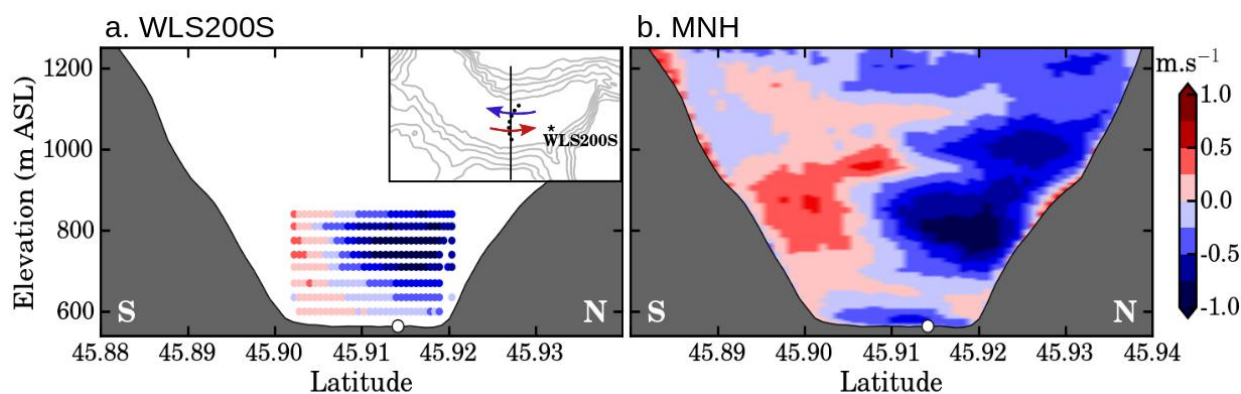 a. WLS200S
b. MNH
Elevation (m ASL)
1200
1000
800
600
WLS200S
S
N
45.88
45.90
45.91
45.92
45.93
Latitude
S
N
45.89
45.90
45.91
45.92
45.93
45.94
Latitude
m.s⁻¹
1.0
0.5
0.0
-0.5
-1.0